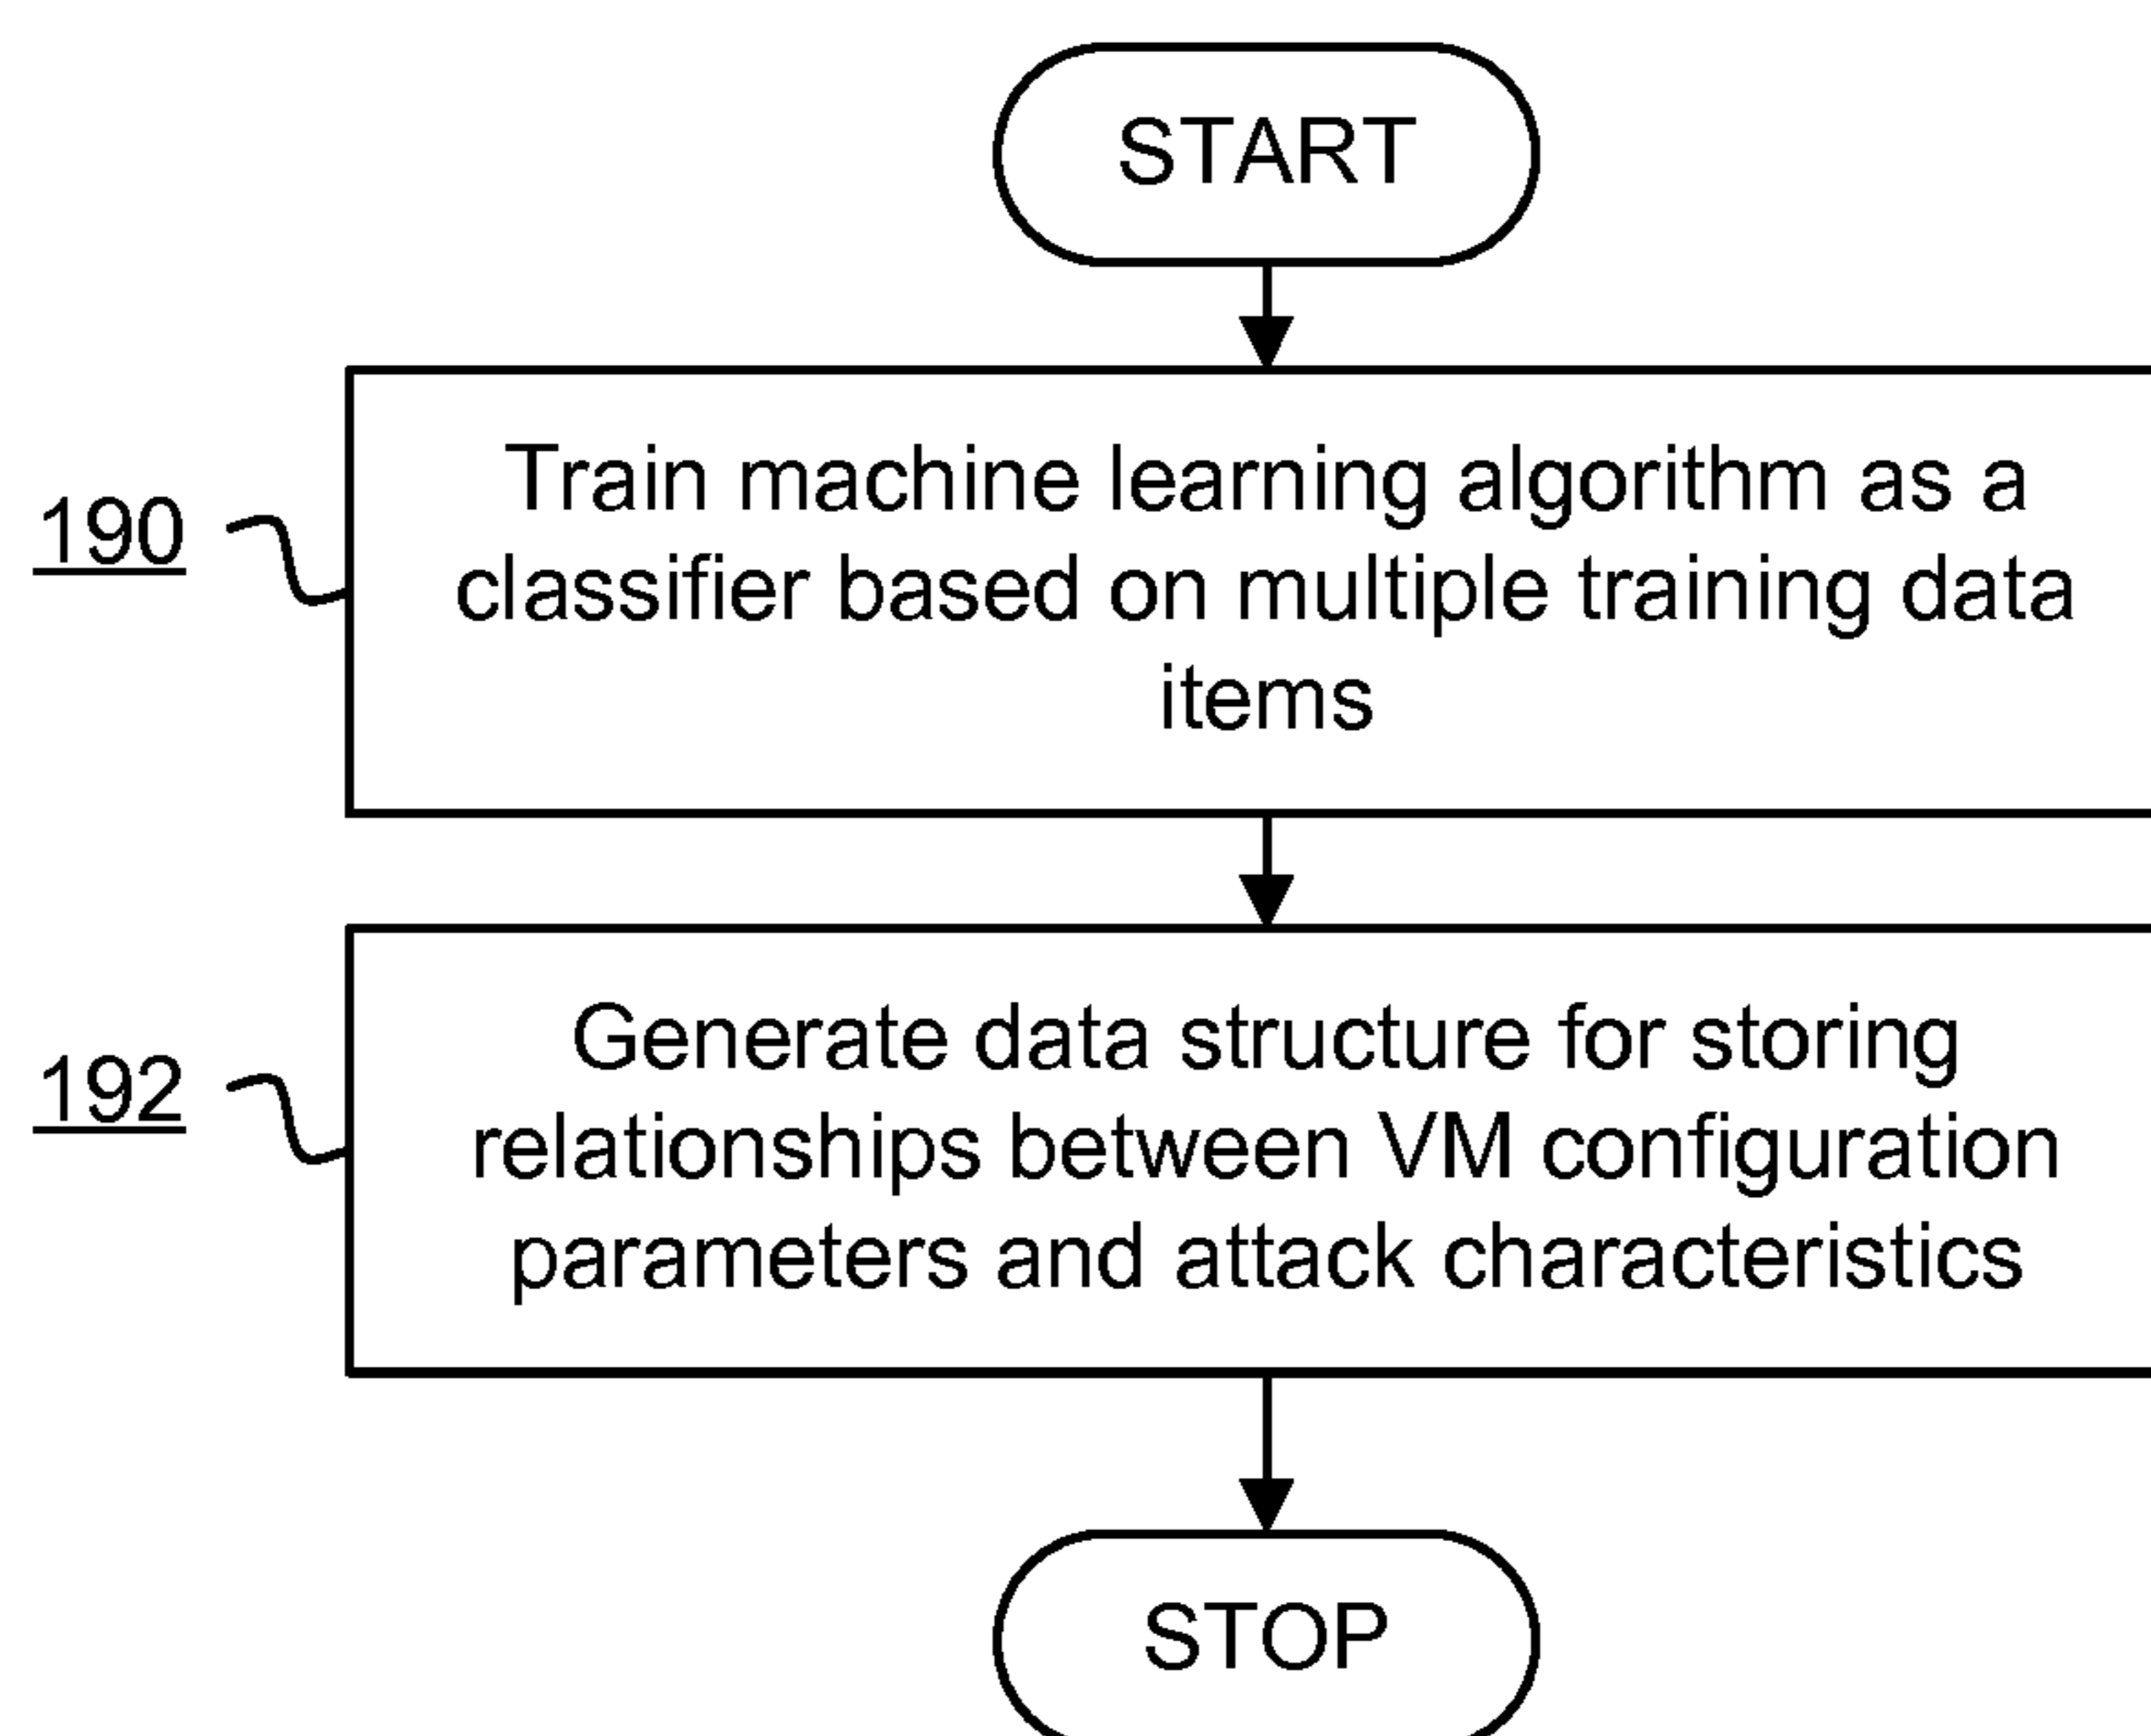 START
Train machine learning algorithm as a
190
classifier based on multiple training data
items
Generate data structure for storing
192
relationships between VM configuration
parameters and attack characteristics
STOP